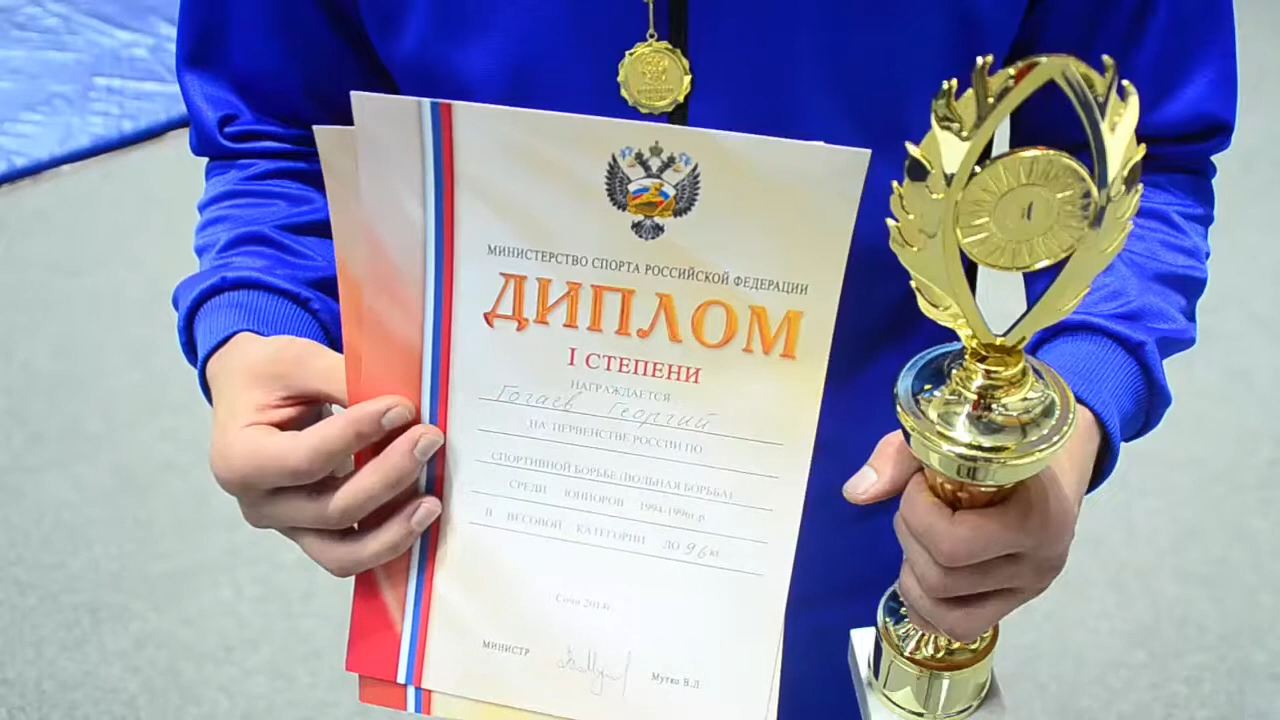 МИНИСТЕРСТВО СПОРТА РОССИЙСКОЙ ФЕДЕРАЦИИ
ДИПЛОМ
I СТЕПЕНИ
НАГРАЖДАЕТСЯ
Гогаев Георгий
НА ПЕРВЕНСТВЕ РОССИИ ПО
СПОРТИВНОЙ БОРЬБЕ (ВОЛЬНАЯ БОРЬБА)
СРЕДИ ЮНИОРОВ 1994-1996г.р.
В ВЕСОВОЙ КАТЕГОРИИ ДО 96 кг
Сочи 2014г.
МИНИСТР Мутко В.Л